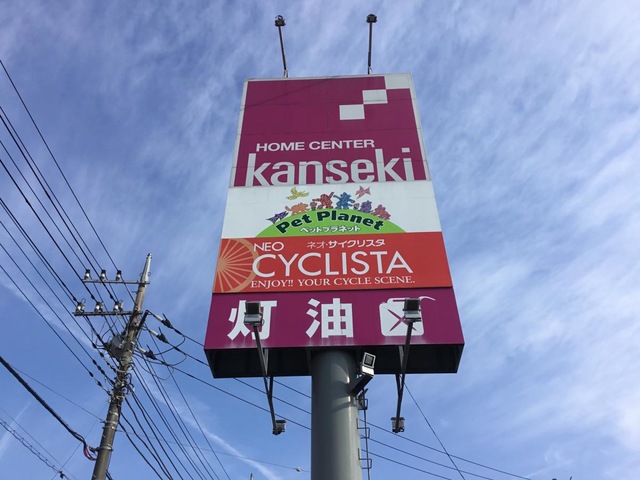 HOME CENTER
kanseki
Pet Planet
ペットプラネット
NEO
ネオ・サイクリスタ
CYCLISTA
ENJOY!! YOUR CYCLE SCENE.
灯油